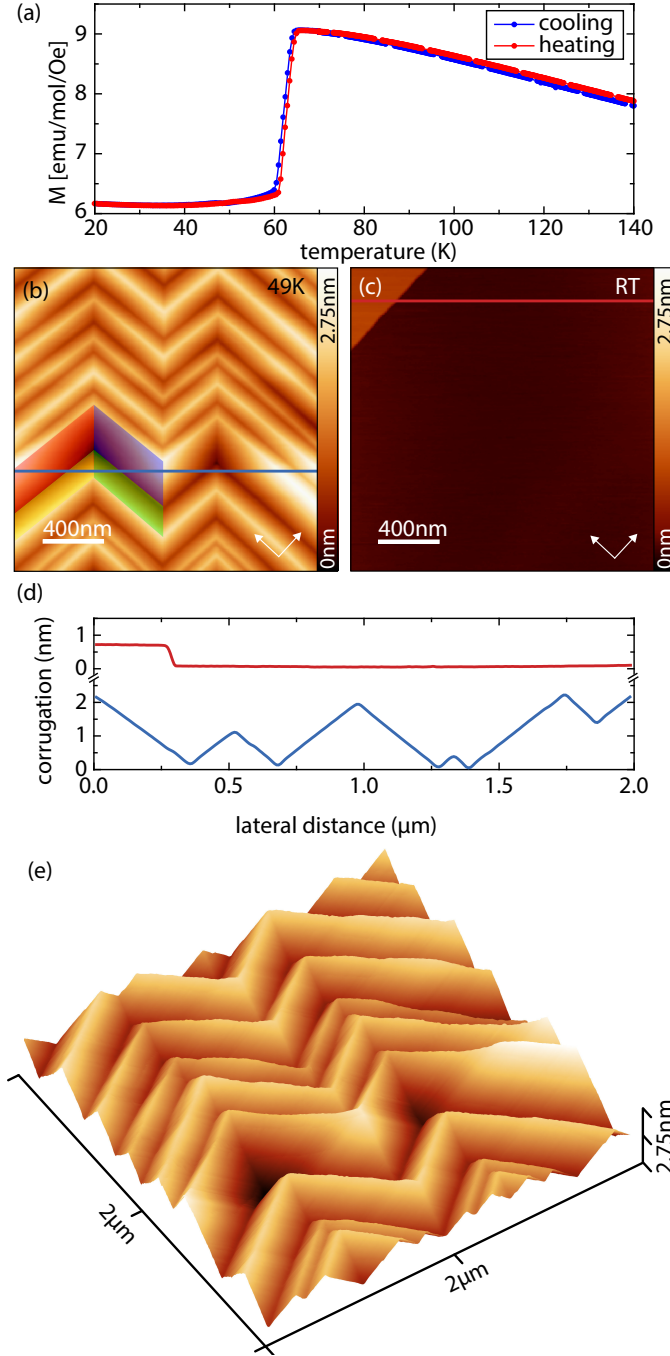 (a)
cooling
heating
M [emu/mol/Oe]
9
8
7
6
20 40 60 80 100 120 140
temperature (K)
(b) 49K
400nm
2.75nm
0nm
(c) RT
400nm
2.75nm
0nm
(d)
corrugation (nm)
1
0
2
1
0
0.0 0.5 1.0 1.5 2.0
lateral distance (μm)
(e)
2μm
2μm
2.75nm